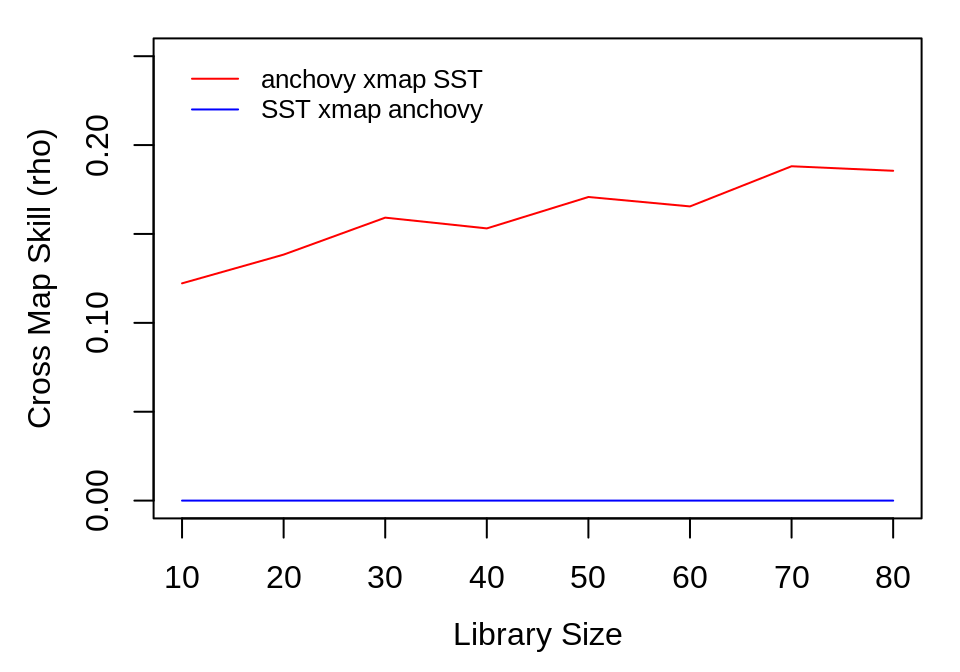 anchovy xmap SST
SST xmap anchovy
Cross Map Skill (rho)
0.20
0.10
0.00
10 20 30 40 50 60 70 80
Library Size